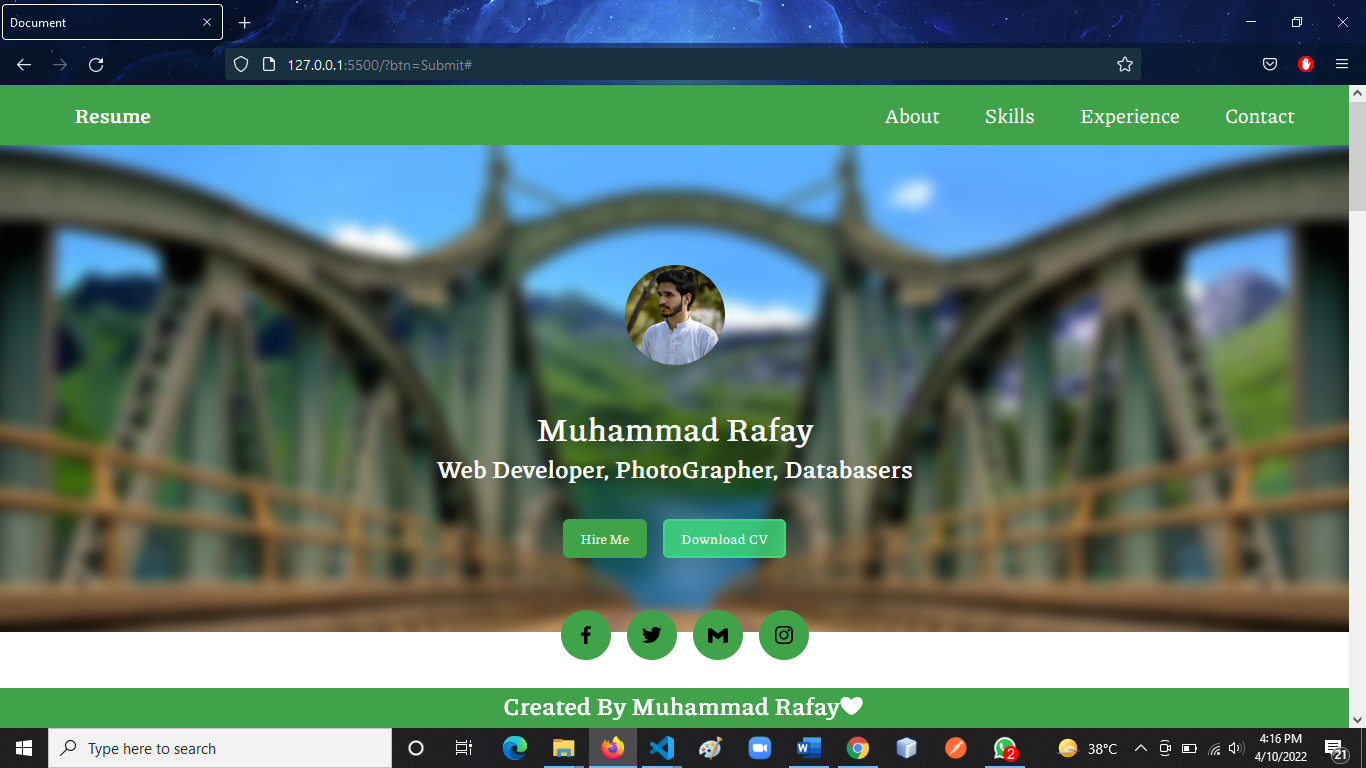 Document
127.0.0.1:5500/?btn=Submit#
Resume
About Skills Experience Contact
Muhammad Rafay
Web Developer, PhotoGrapher, Databasers
Hire Me Download CV
Created By Muhammad Rafay
Type here to search
2
38°C
4:16 PM
4/10/2022
21